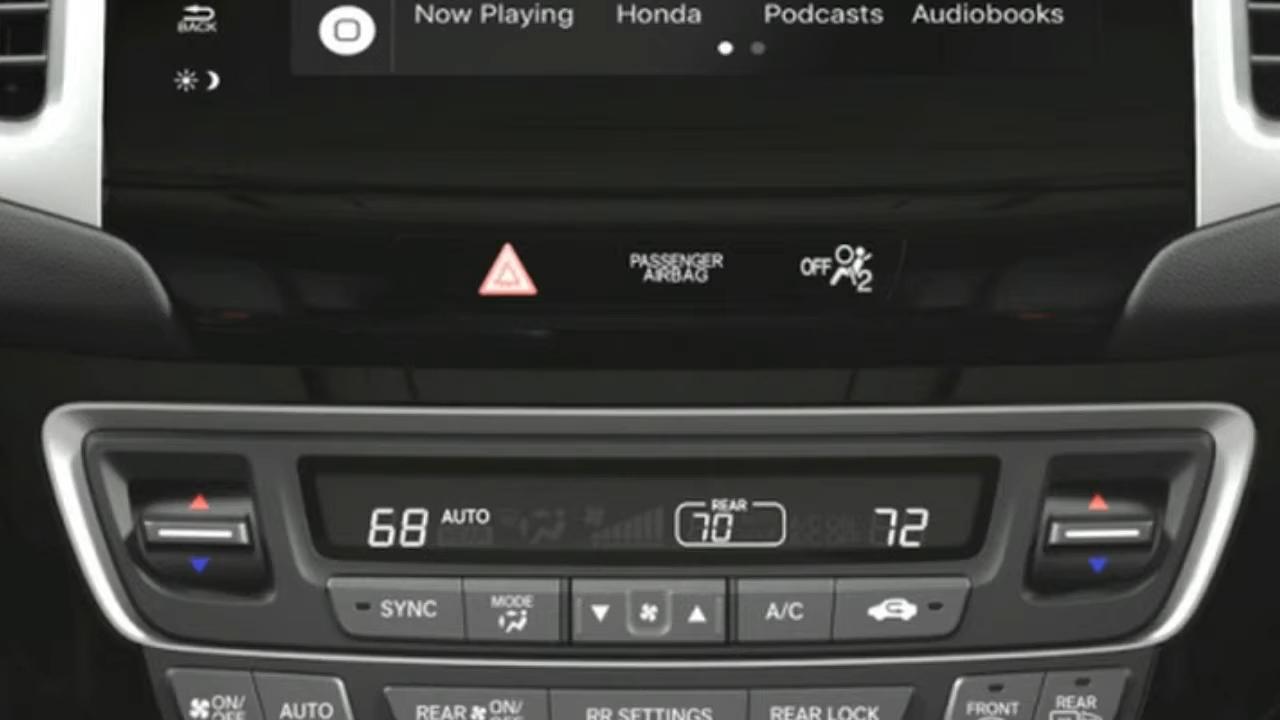 BACK
Now Playing Honda Podcasts Audiobooks
PASSENGER
AIRBAG
OFF 2
68 AUTO
REAR
70
72
SYNC
MODE
A/C
ON/
OFF
AUTO
REAR ON/
OFF
RR SETTINGS
REAR LOCK
FRONT
REAR